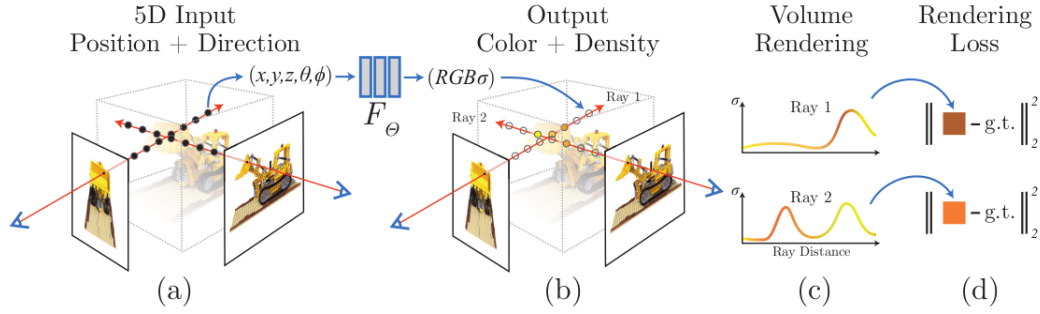 5D Input
Position + Direction
Output
Color + Density
Volume
Rendering
Rendering
Loss
(x,y,z,θ,ϕ)
F_Θ
(RGBσ)
Ray 1
Ray 2
σ
Ray 1
‖ - g.t. ‖²₂
σ
Ray 2
Ray Distance
‖ - g.t. ‖²₂
(a)
(b)
(c)
(d)